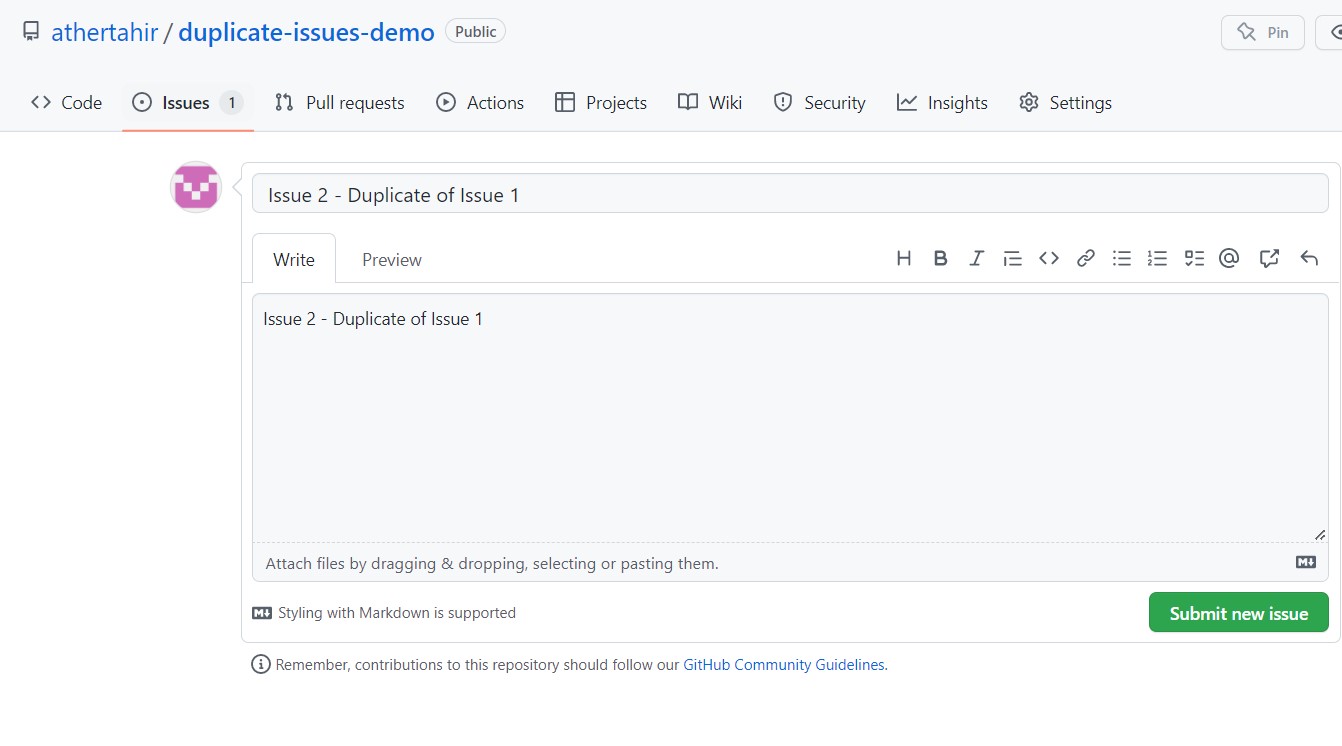 athertahir / duplicate-issues-demo Public Pin
Code Issues 1 Pull requests Actions Projects Wiki Security Insights Settings
Issue 2 - Duplicate of Issue 1
Write Preview
Issue 2 - Duplicate of Issue 1
Attach files by dragging & dropping, selecting or pasting them.
Styling with Markdown is supported Submit new issue
Remember, contributions to this repository should follow our GitHub Community Guidelines.